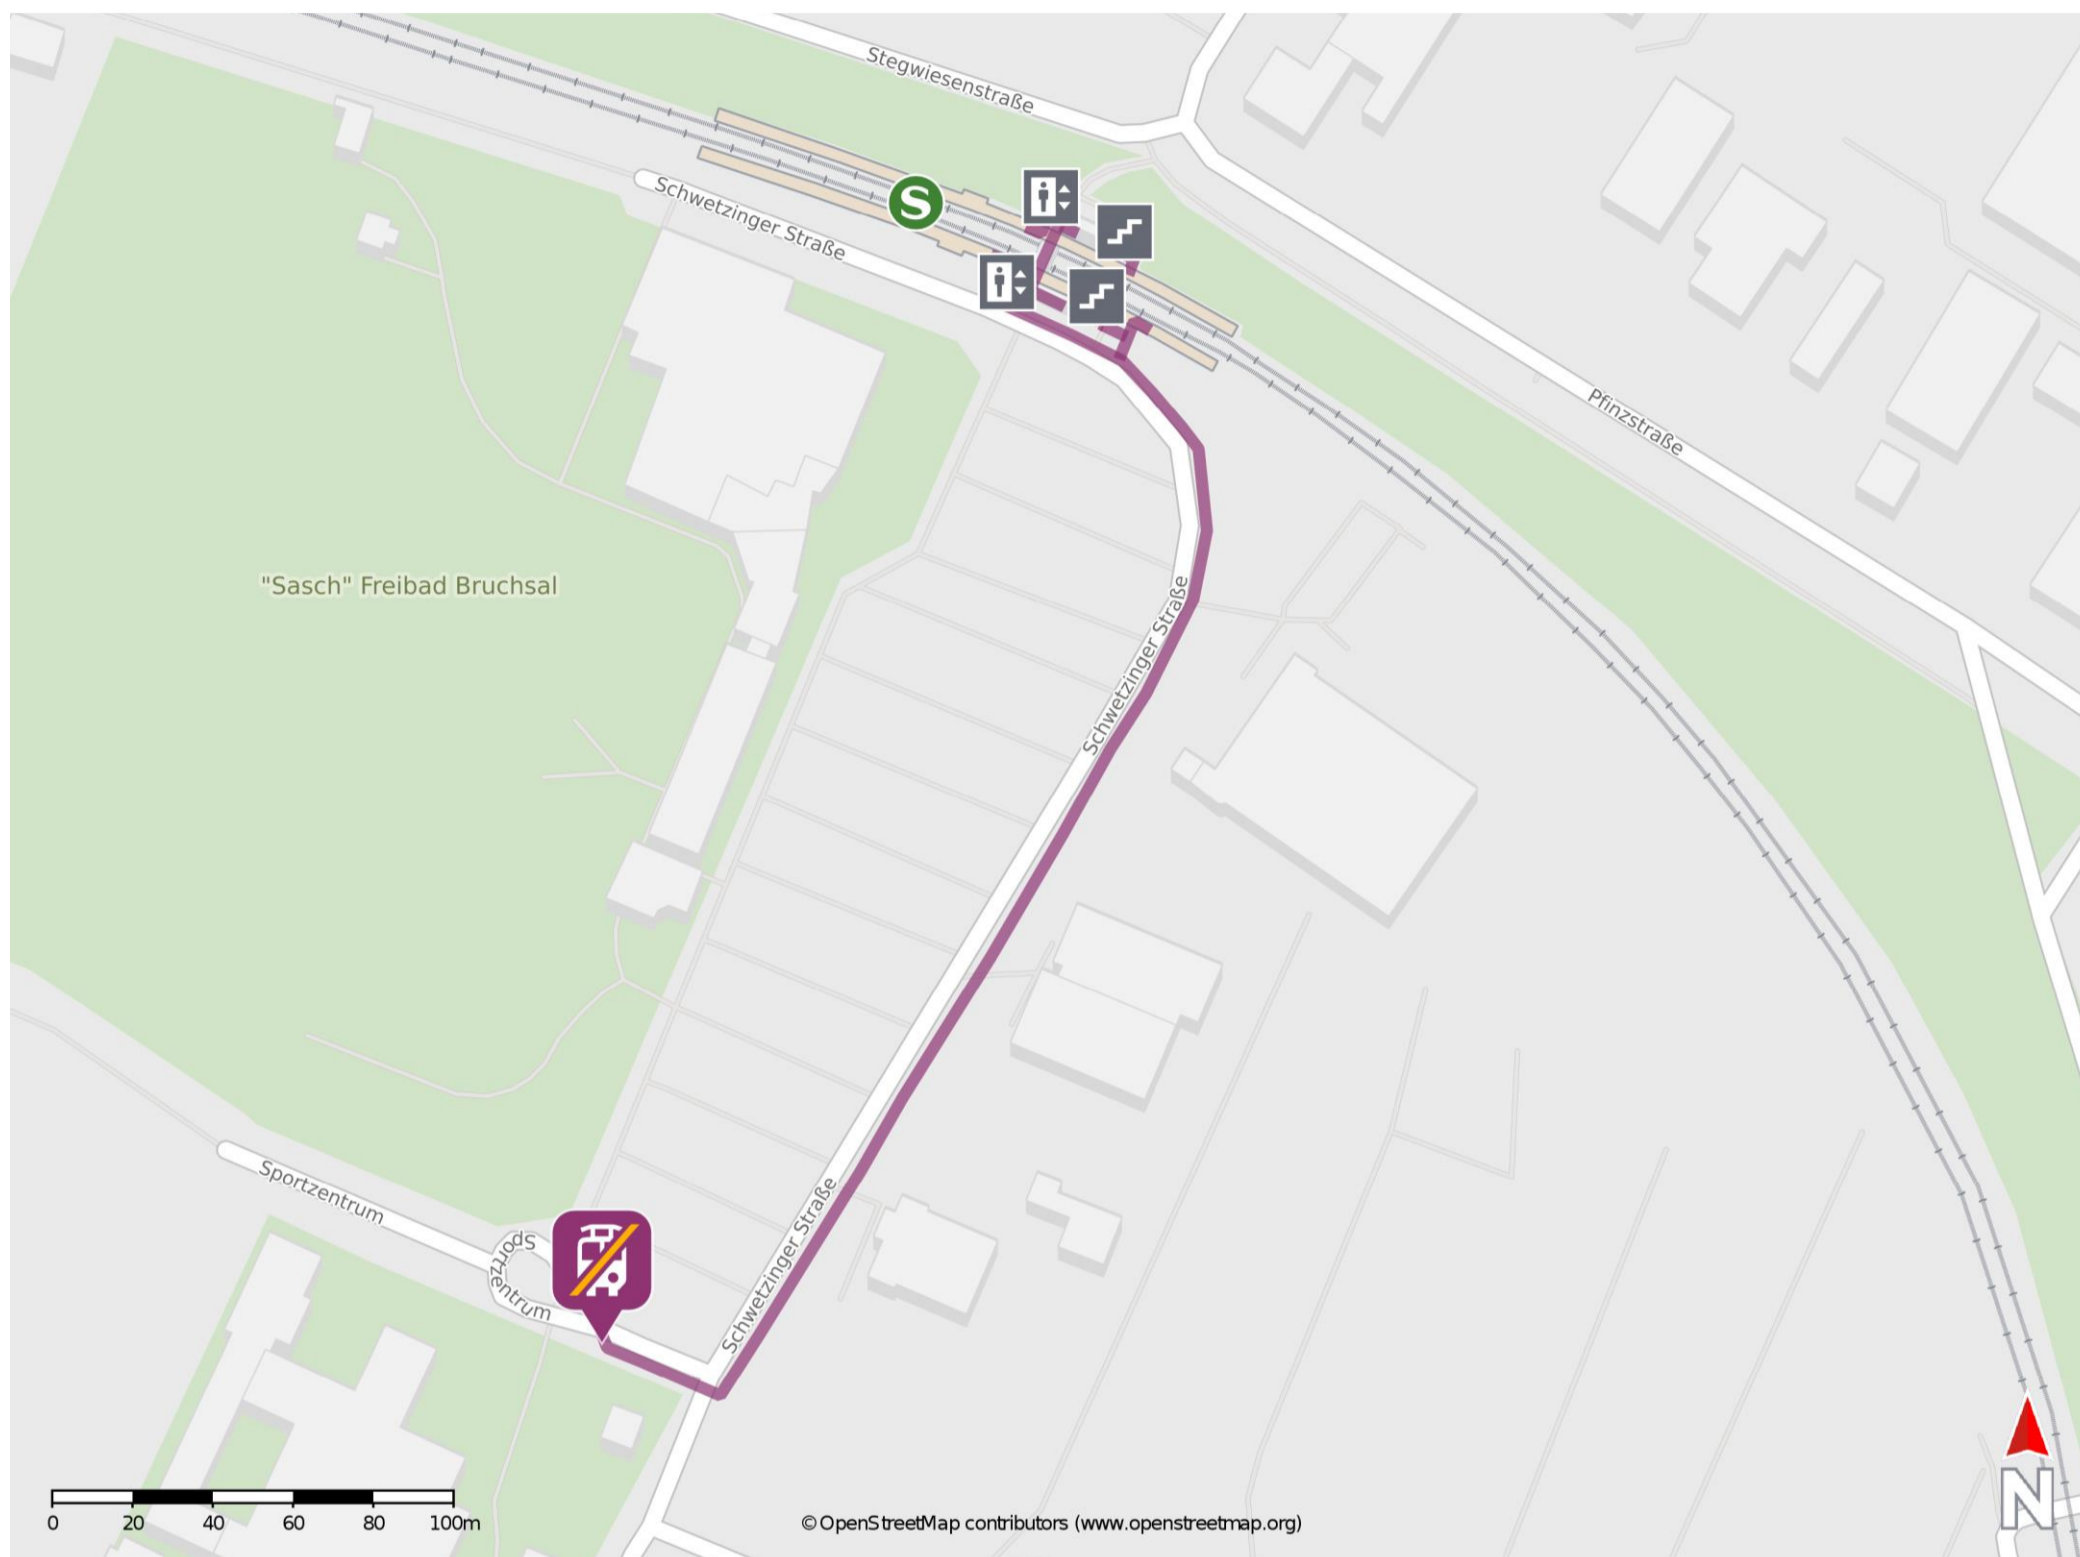 Stegwiesenstraße
S
Schwetzinger Straße
Pfinzstraße
"Sasch" Freibad Bruchsal
Schwetzinger Straße
Sportzentrum
Sportzentrum
Schwetzinger Straße
N
0 20 40 60 80 100m
©OpenStreetMap contributors (www.openstreetmap.org)